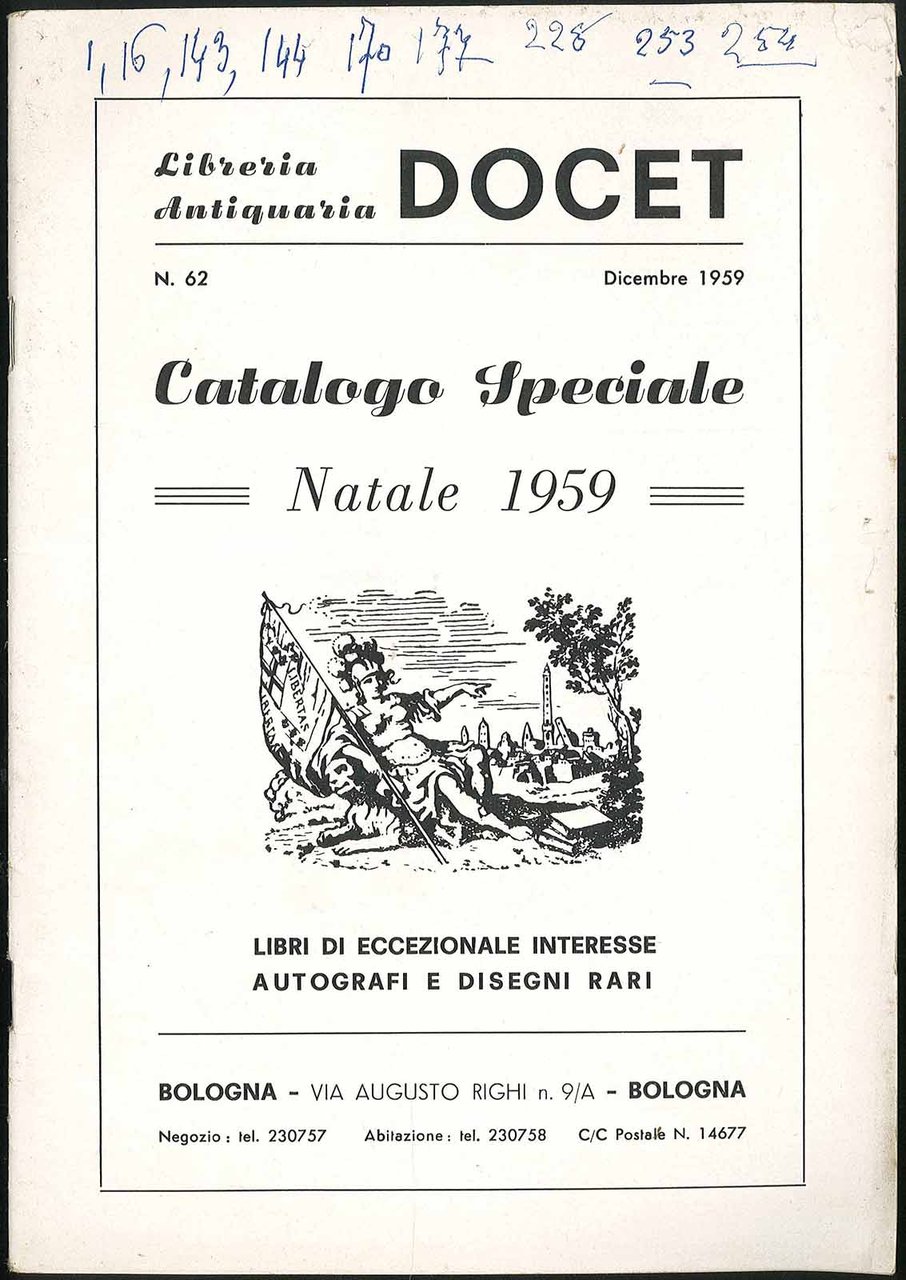 1, 16, 143, 144 170 177 228 253 254
Libreria
Antiquaria DOCET
N. 62 Dicembre 1959
Catalogo Speciale
Natale 1959
LIBERTAS
LIBRI DI ECCEZIONALE INTERESSE
AUTOGRAFI E DISEGNI RARI
BOLOGNA - VIA AUGUSTO RIGHI n. 9/A - BOLOGNA
Negozio : tel. 230757 Abitazione : tel. 230758 C/C Postale N. 14677